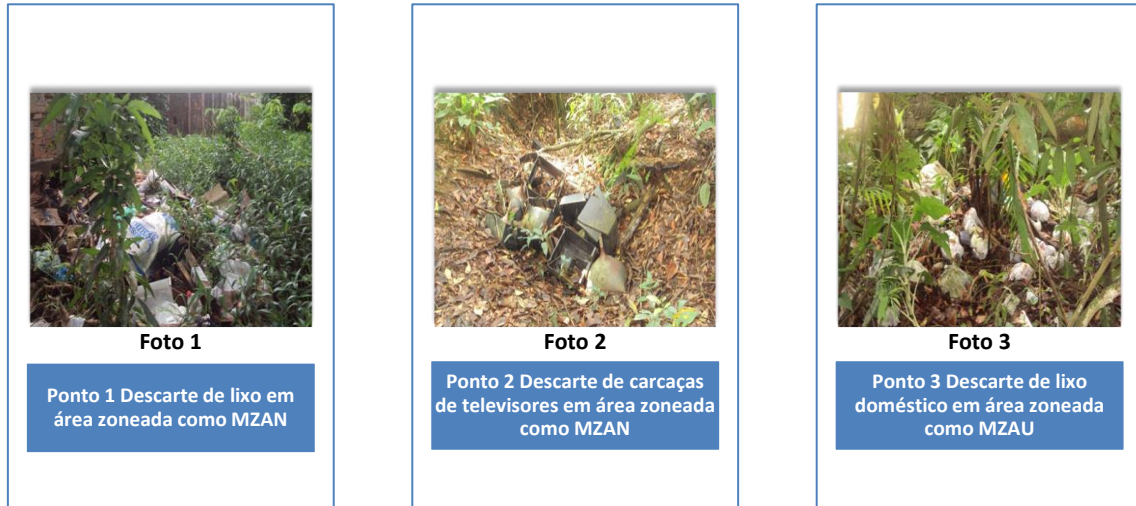 Foto 1
Ponto 1 Descarte de lixo em
área zoneada como MZAN
Foto 2
Ponto 2 Descarte de carcaças
de televisores em área zoneada
como MZAN
Foto 3
Ponto 3 Descarte de lixo
doméstico em área zoneada
como MZAU